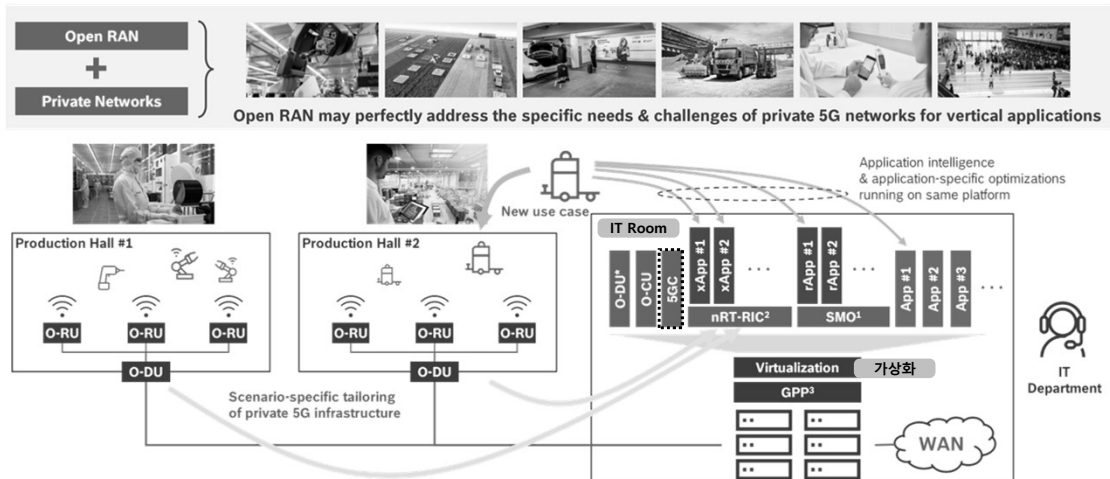 Open RAN
+
Private Networks
Open RAN may perfectly address the specific needs & challenges of private 5G networks for vertical applications
Application intelligence
& application-specific optimizations
running on same platform
New use case
IT Room
Production Hall #1
Production Hall #2
O-DU*
O-CU
5GC
xApp #1
xApp #2
...
rApp #1
rApp #2
...
App #1
App #2
App #3
...
nRT-RIC²
SMO¹
O-RU
O-RU
O-RU
O-RU
O-RU
O-RU
O-DU
O-DU
Virtualization
가상화
GPP³
IT
Department
Scenario-specific tailoring
of private 5G infrastructure
WAN